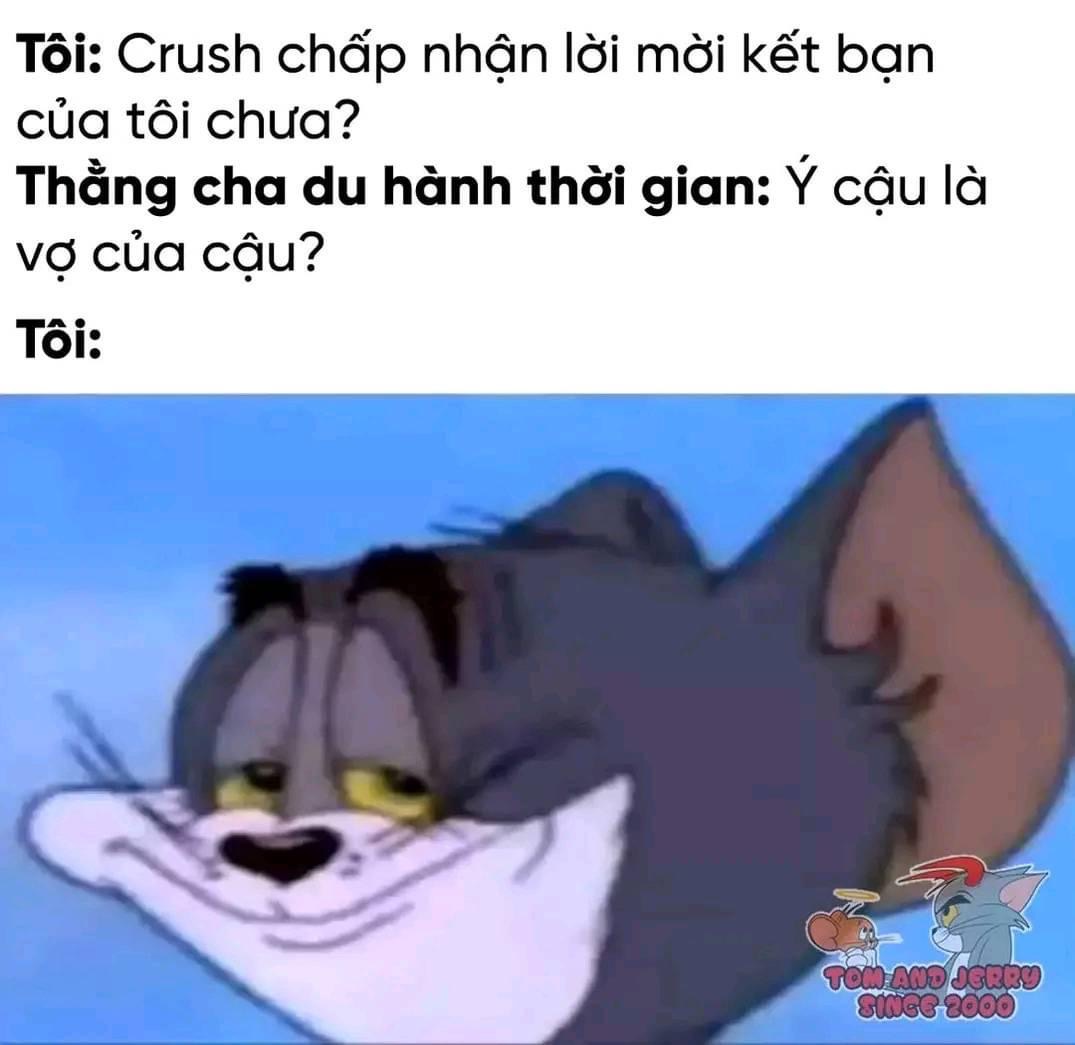 Tôi: Crush chấp nhận lời mời kết bạn
của tôi chưa?
Thằng cha du hành thời gian: Ý cậu là
vợ của cậu?
Tôi:
TOM AND JERRY
SINCE 2000